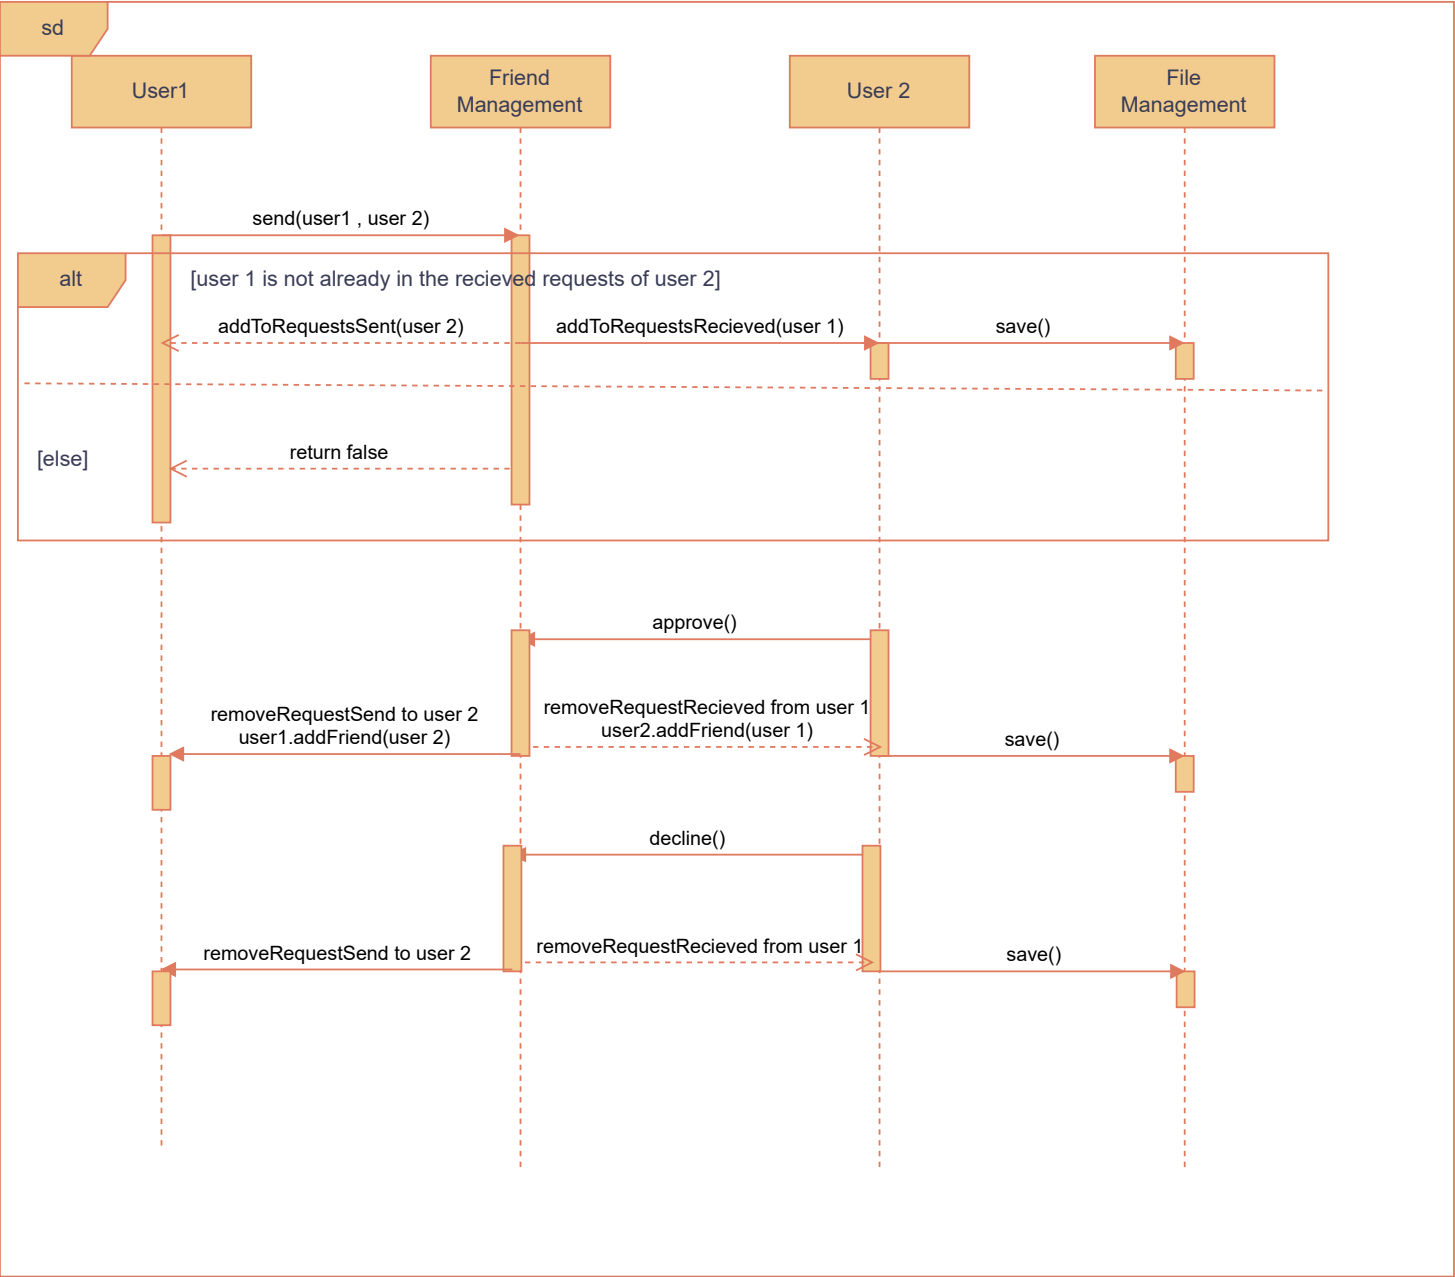 sd
User1
Friend
Management
User 2
File
Management
send(user1 , user 2)
alt
[user 1 is not already in the recieved requests of user 2]
addToRequestsSent(user 2)
addToRequestsRecieved(user 1)
save()
[else]
return false
approve()
removeRequestSend to user 2
user1.addFriend(user 2)
removeRequestRecieved from user 1
user2.addFriend(user 1)
save()
decline()
removeRequestSend to user 2
removeRequestRecieved from user 1
save()